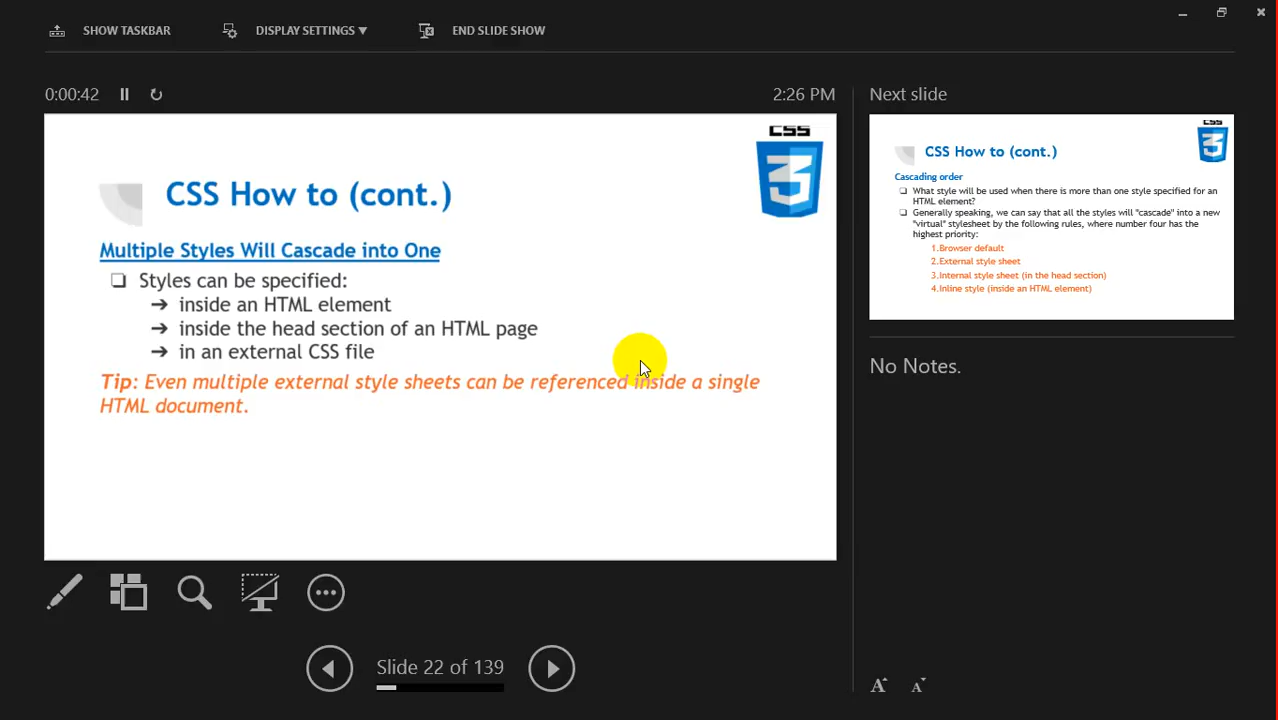 SHOW TASKBAR
DISPLAY SETTINGS ▼
END SLIDE SHOW
0:00:42
2:26 PM
CSS
3
CSS How to (cont.)
Multiple Styles Will Cascade into One
❑ Styles can be specified:
➔ inside an HTML element
➔ inside the head section of an HTML page
➔ in an external CSS file
Tip: Even multiple external style sheets can be referenced inside a single
HTML document.
Slide 22 of 139
Next slide
CSS
3
CSS How to (cont.)
Cascading order
❑ What style will be used when there is more than one style specified for an
HTML element?
❑ Generally speaking, we can say that all the styles will "cascade" into a new
"virtual" stylesheet by the following rules, where number four has the
highest priority:
1.Browser default
2.External style sheet
3.Internal style sheet (in the head section)
4.Inline style (inside an HTML element)
No Notes.
A A